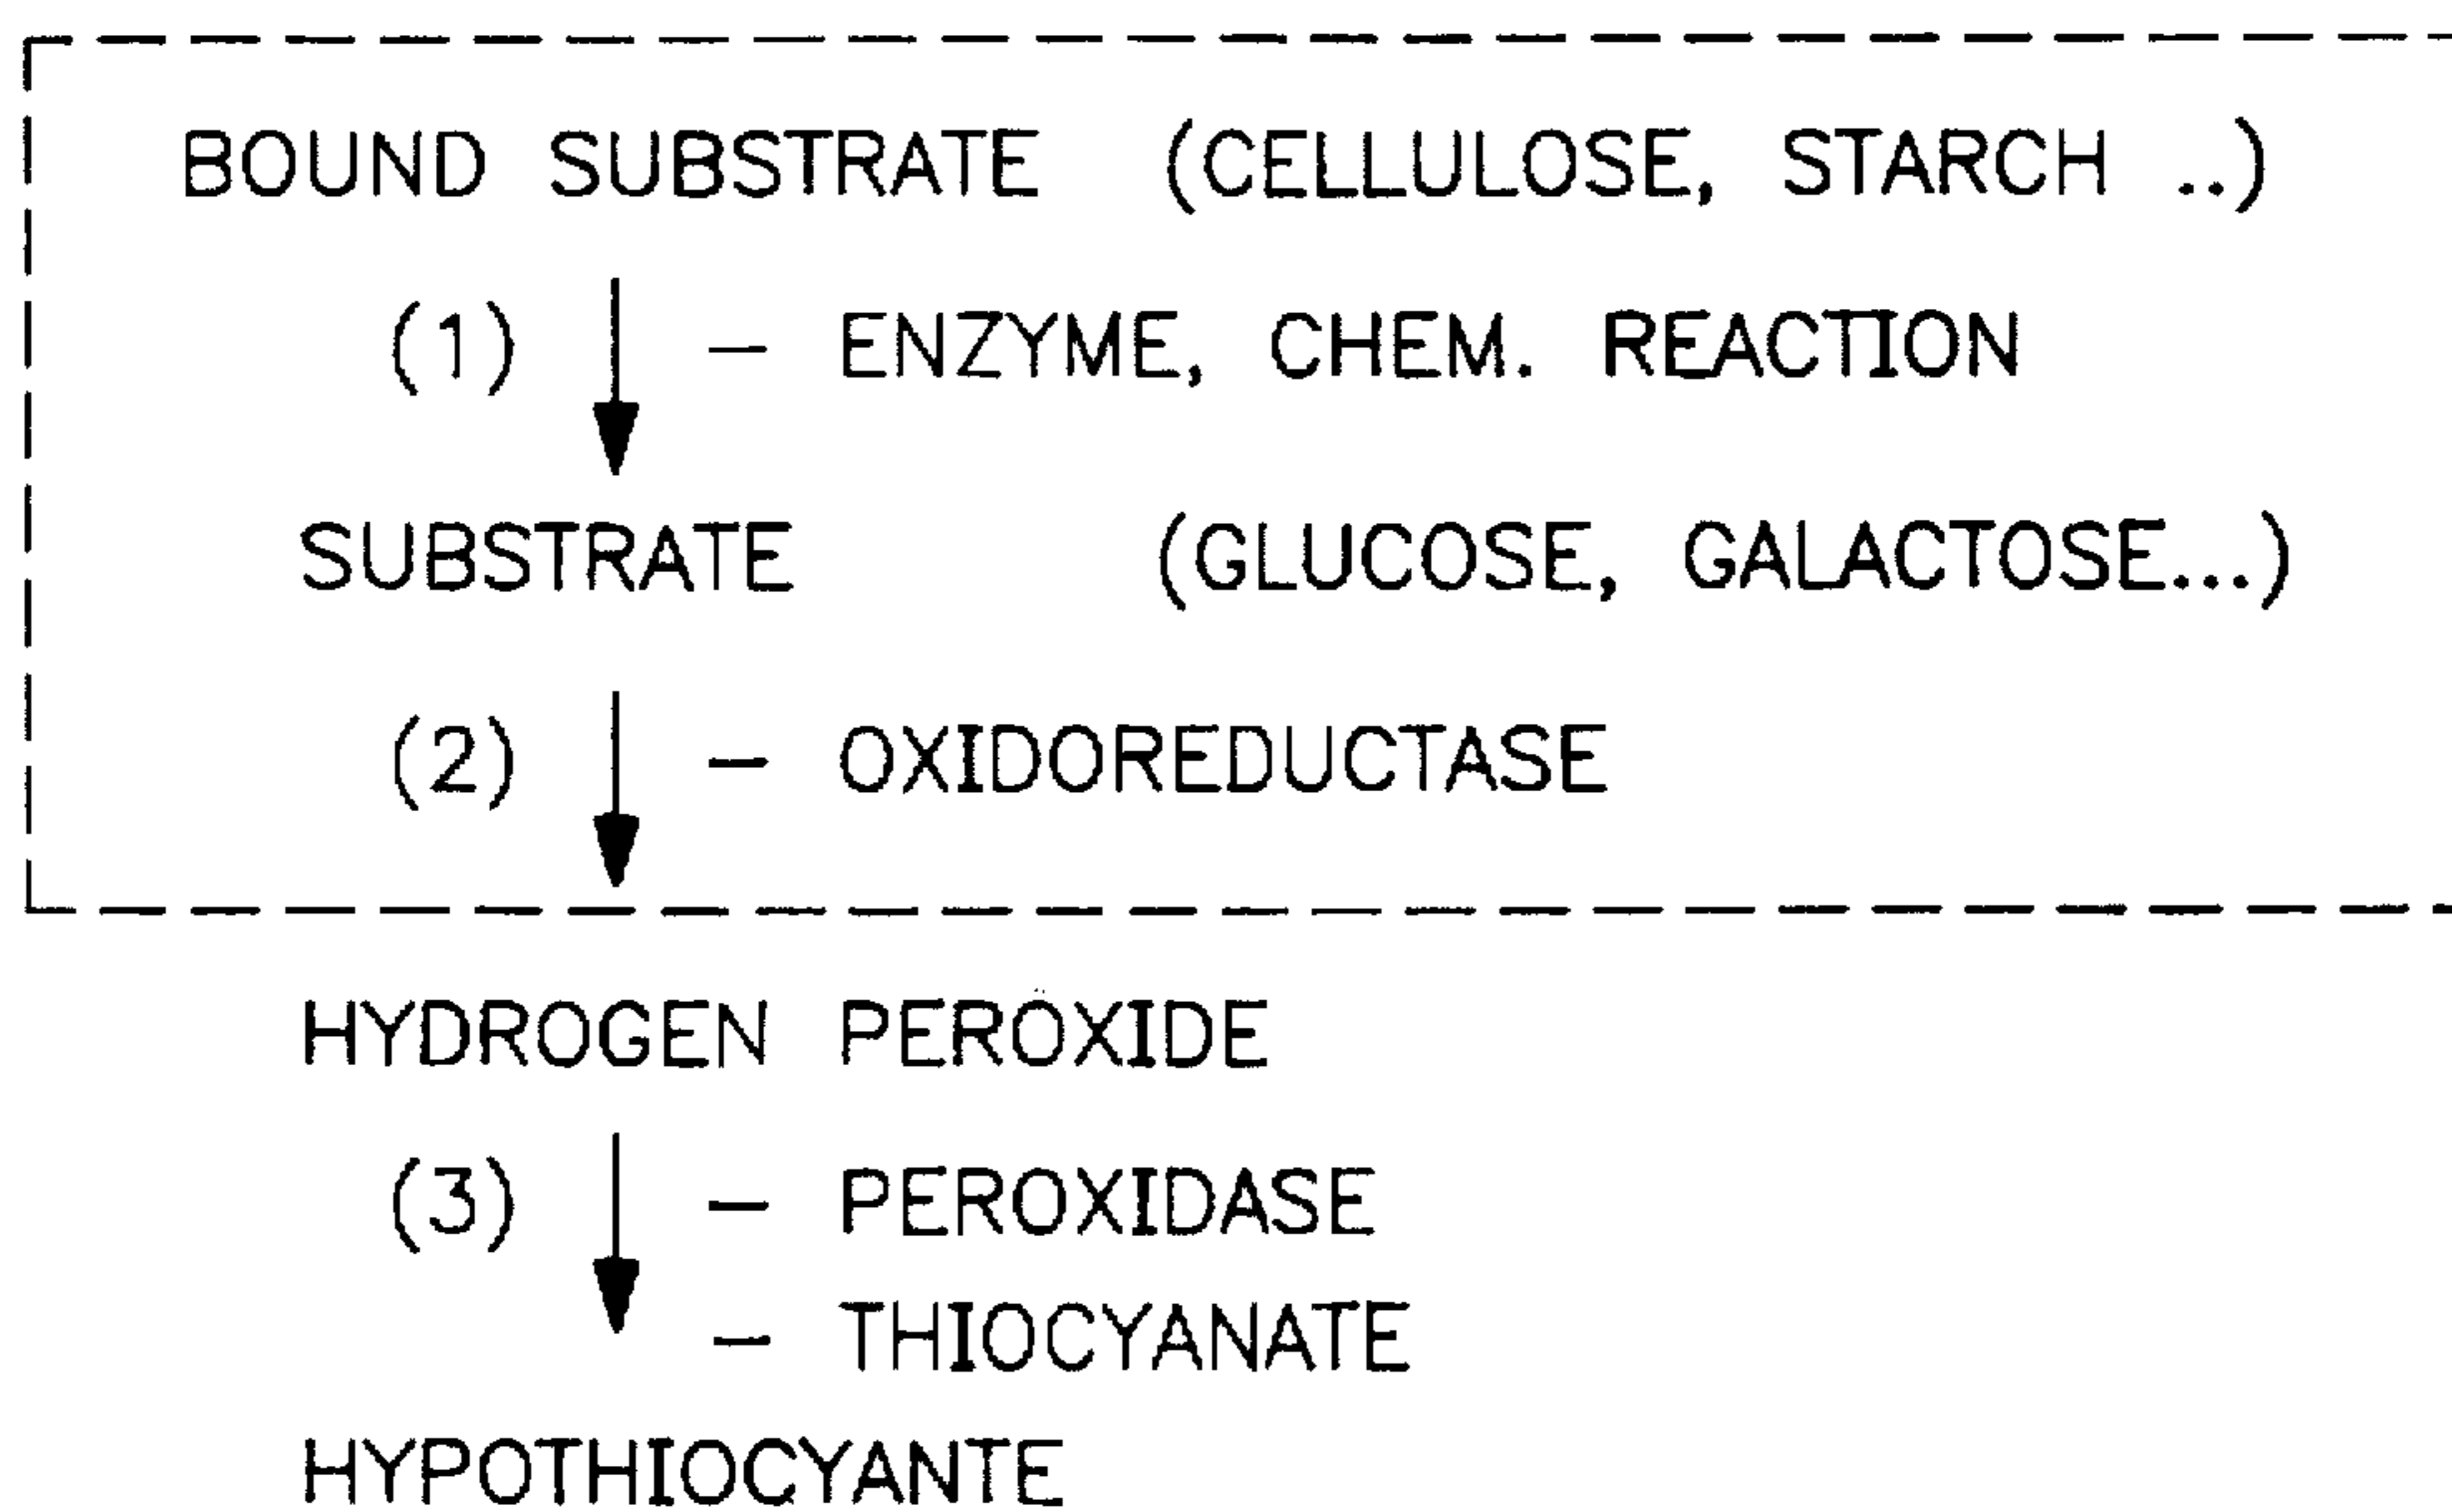 BOUND SUBSTRATE (CELLULOSE, STARCH ..)
(1) - ENZYME, CHEM. REACTION
SUBSTRATE (GLUCOSE, GALACTOSE...)
(2) - OXIDOREDUCTASE
HYDROGEN PEROXIDE
(3) - PEROXIDASE
- THIOCYANATE
HYPOTHIOCYANTE